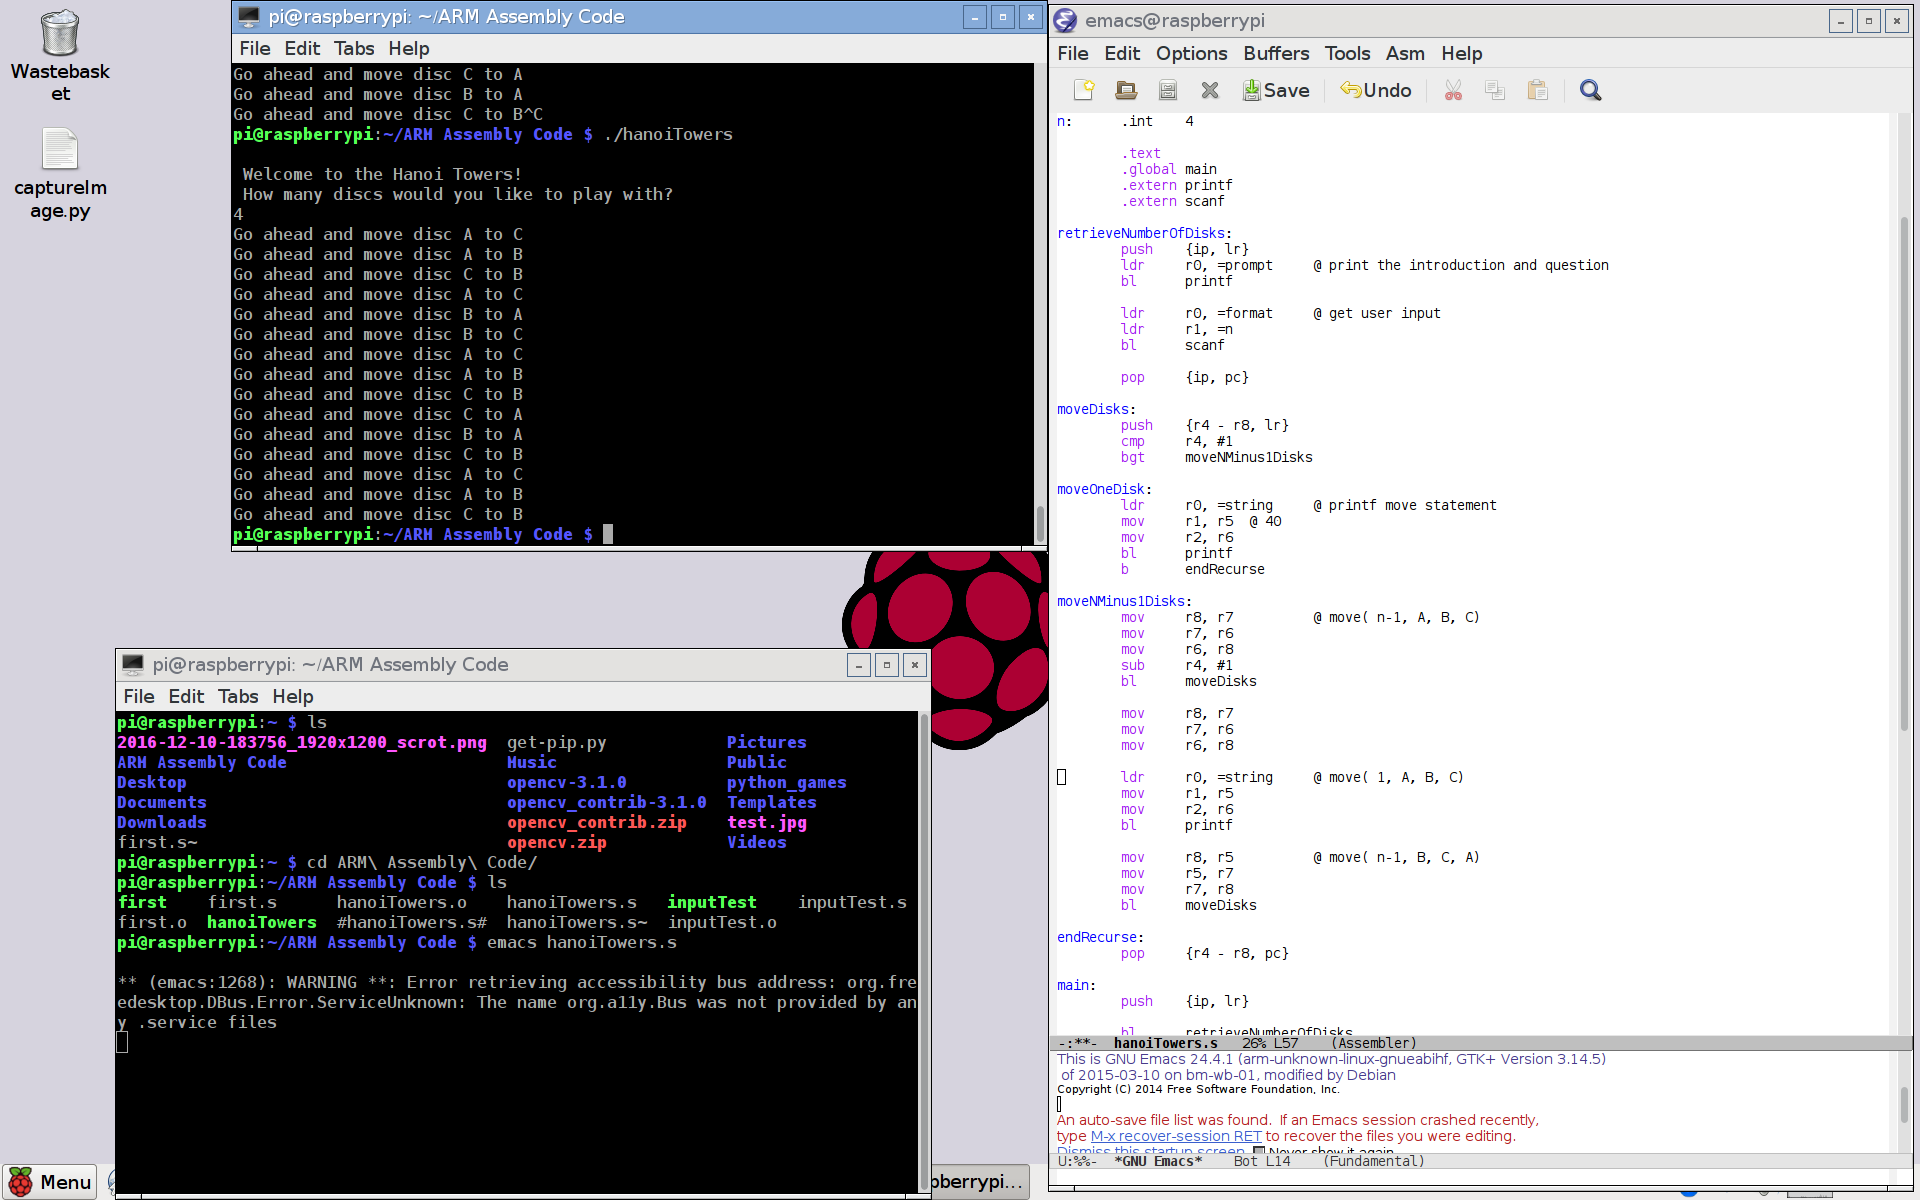 Wastebask
et
captureIm
age.py
pi@raspberrypi: ~/ARM Assembly Code
File Edit Tabs Help
Go ahead and move disc C to A
Go ahead and move disc B to A
Go ahead and move disc C to B^C
pi@raspberrypi:~/ARM Assembly Code $ ./hanoiTowers
Welcome to the Hanoi Towers!
How many discs would you like to play with?
4
Go ahead and move disc A to C
Go ahead and move disc A to B
Go ahead and move disc C to B
Go ahead and move disc A to C
Go ahead and move disc B to A
Go ahead and move disc B to C
Go ahead and move disc A to C
Go ahead and move disc A to B
Go ahead and move disc C to B
Go ahead and move disc C to A
Go ahead and move disc B to A
Go ahead and move disc C to B
Go ahead and move disc A to C
Go ahead and move disc A to B
Go ahead and move disc C to B
pi@raspberrypi:~/ARM Assembly Code $
pi@raspberrypi: ~/ARM Assembly Code
File Edit Tabs Help
pi@raspberrypi:~ $ ls
2016-12-10-183756_1920x1200_scrot.png get-pip.py Pictures
ARM Assembly Code Music Public
Desktop opencv-3.1.0 python_games
Documents opencv_contrib-3.1.0 Templates
Downloads opencv_contrib.zip test.jpg
first.s~ opencv.zip Videos
pi@raspberrypi:~ $ cd ARM\ Assembly\ Code/
pi@raspberrypi:~/ARM Assembly Code $ ls
first first.s hanoiTowers.o hanoiTowers.s inputTest inputTest.s
first.o hanoiTowers #hanoiTowers.s# hanoiTowers.s~ inputTest.o
pi@raspberrypi:~/ARM Assembly Code $ emacs hanoiTowers.s
** (emacs:1268): WARNING **: Error retrieving accessibility bus address: org.fre
edesktop.DBus.Error.ServiceUnknown: The name org.a11y.Bus was not provided by an
y .service files
Menu
pberrypi...
emacs@raspberrypi
File Edit Options Buffers Tools Asm Help
Save Undo
n: .int 4
.text
.global main
.extern printf
.extern scanf
retrieveNumberOfDisks:
push {ip, lr}
ldr r0, =prompt @ print the introduction and question
bl printf
ldr r0, =format @ get user input
ldr r1, =n
bl scanf
pop {ip, pc}
moveDisks:
push {r4 - r8, lr}
cmp r4, #1
bgt moveNMinus1Disks
moveOneDisk:
ldr r0, =string @ printf move statement
mov r1, r5 @ 40
mov r2, r6
bl printf
b endRecurse
moveNMinus1Disks:
mov r8, r7 @ move( n-1, A, B, C)
mov r7, r6
mov r6, r8
sub r4, #1
bl moveDisks
mov r8, r7
mov r7, r6
mov r6, r8
ldr r0, =string @ move( 1, A, B, C)
mov r1, r5
mov r2, r6
bl printf
mov r8, r5 @ move( n-1, B, C, A)
mov r5, r7
mov r7, r8
bl moveDisks
endRecurse:
pop {r4 - r8, pc}
main:
push {ip, lr}
bl retrieveNumberOfDisks
-:**- hanoiTowers.s 26% L57 (Assembler)
This is GNU Emacs 24.4.1 (arm-unknown-linux-gnueabihf, GTK+ Version 3.14.5)
of 2015-03-10 on bm-wb-01, modified by Debian
Copyright (C) 2014 Free Software Foundation, Inc.
An auto-save file list was found. If an Emacs session crashed recently,
type M-x recover-session RET to recover the files you were editing.
Dismiss this startup screen Never show it again
U:%%- *GNU Emacs* Bot L14 (Fundamental)